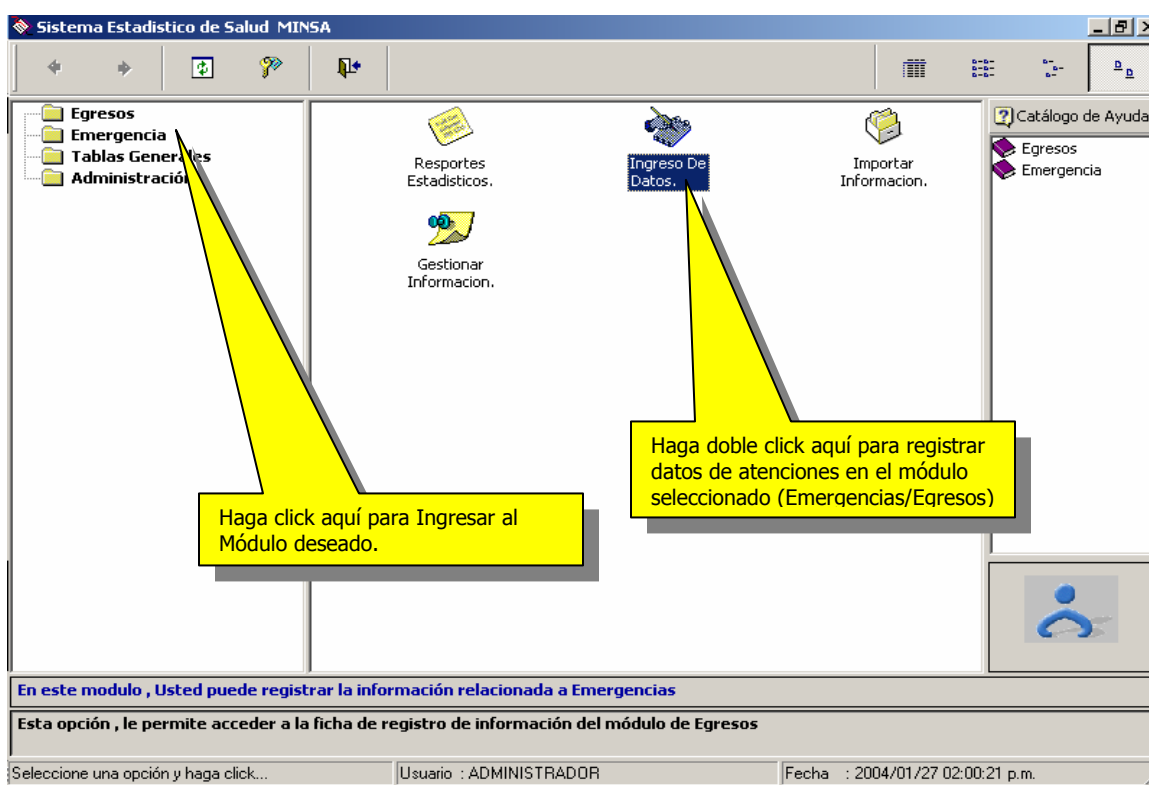 Sistema Estadistico de Salud MINSA
Egresos
Emergencia
Tablas Generales
Administración
Resportes
Estadisticos.
Ingreso De
Datos.
Importar
Informacion.
Gestionar
Informacion.
Catálogo de Ayuda
Egresos
Emergencia
Haga click aquí para Ingresar al
Módulo deseado.
Haga doble click aquí para registrar
datos de atenciones en el módulo
seleccionado (Emergencias/Egresos)
En este modulo , Usted puede registrar la información relacionada a Emergencias
Esta opción , le permite acceder a la ficha de registro de información del módulo de Egresos
Seleccione una opción y haga click...
Usuario : ADMINISTRADOR
Fecha : 2004/01/27 02:00:21 p.m.